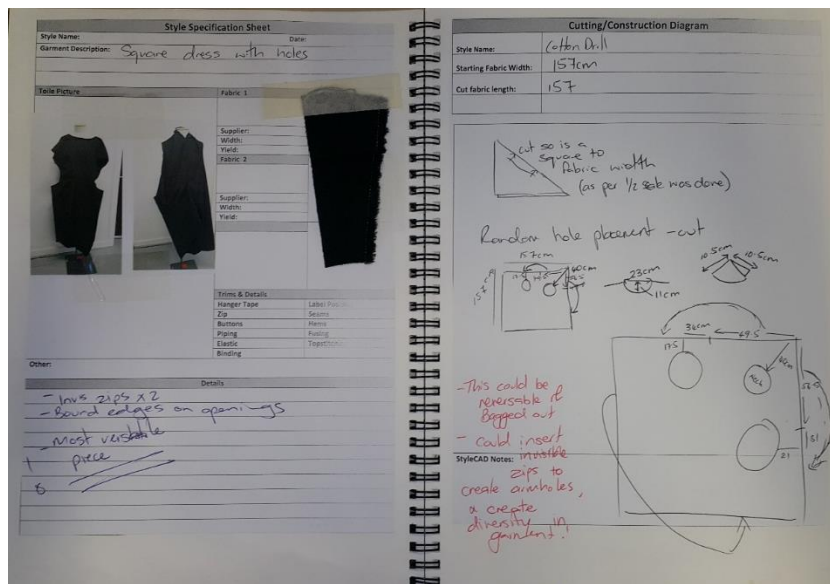 Style Specification Sheet
Style Name:
Date:
Garment Description: Square dress with holes
Toile Picture
Fabric 1
Supplier:
Width:
Yield:
Fabric 2
Supplier:
Width:
Yield:
Trims & Details
Hanger Tape
Label
Zip
Seams
Buttons
Hems
Piping
Fusing
Elastic
Topstitching
Binding
Other:
Details
- Invs zips x2
- Bound edges on openings
- Most versitable
piece
Cutting/Construction Diagram
Style Name: Cotton Drill
Starting Fabric Width: 157cm
Cut fabric length: 157
cut so is a
square to
fabric width
(as per 1/2 scale was done)
Random hole placement - cut
157cm
157cm
40cm
23cm
11cm
10.5cm
10.5cm
36cm
49.5
17.5
Neck
51
21
- This could be
reversable if
Bagged out
- Could insert
invisible
StyleCAD Notes:
zips to
create armholes,
a create
diversity in
garment!